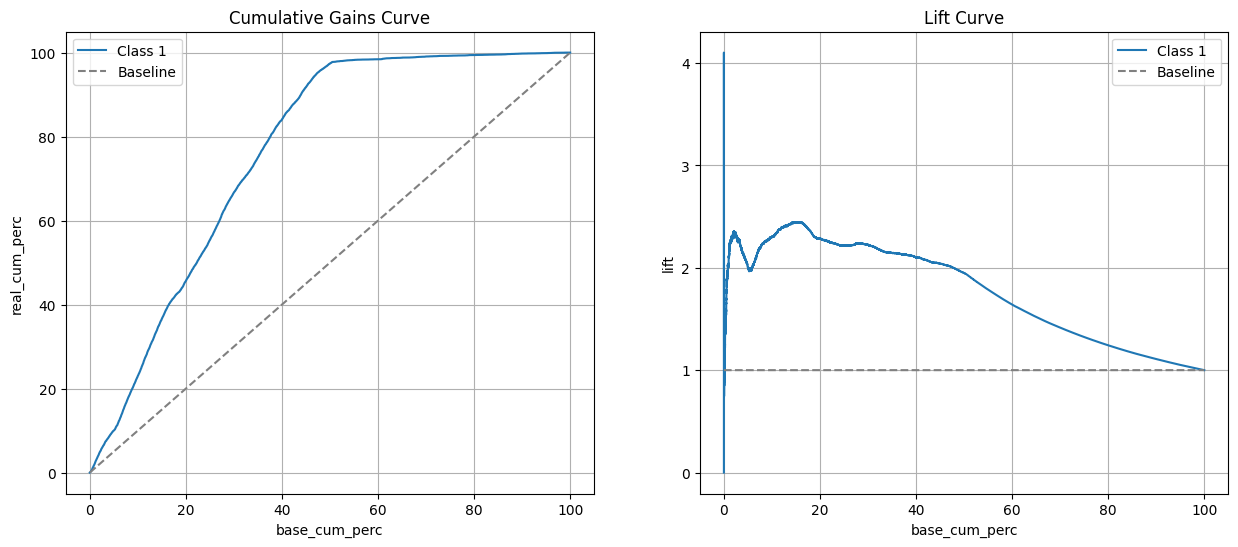 Cumulative Gains Curve
Class 1
Baseline
100
80
60
40
20
0
real_cum_perc
0 20 40 60 80 100
base_cum_perc
Lift Curve
Class 1
Baseline
4
3
2
1
0
lift
0 20 40 60 80 100
base_cum_perc